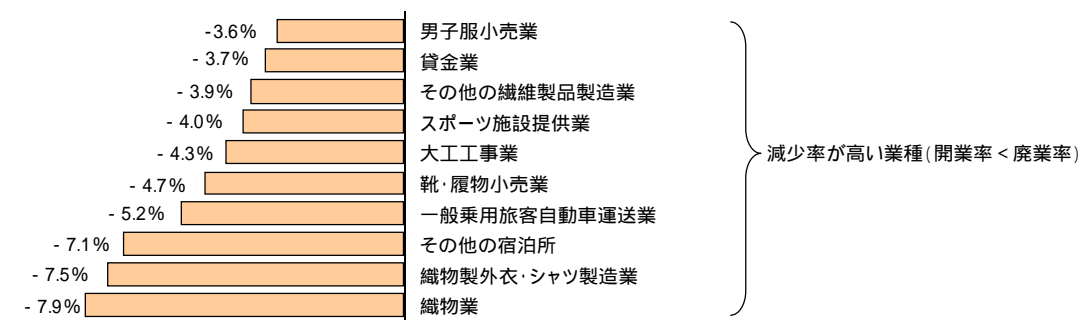 -3.6% 男子服小売業
- 3.7% 貸金業
- 3.9% その他の繊維製品製造業
- 4.0% スポーツ施設提供業
- 4.3% 大工工事業
- 4.7% 靴・履物小売業
- 5.2% 一般乗用旅客自動車運送業
- 7.1% その他の宿泊所
- 7.5% 織物製外衣・シャツ製造業
- 7.9% 織物業
減少率が高い業種(開業率<廃業率)